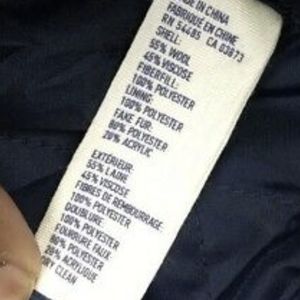 MADE IN CHINA
FABRIQUÉ EN CHINE
RN 54485 CA 03873
SHELL:
55% WOOL
45% VISCOSE
FIBERFILL:
100% POLYESTER
LINING:
100% POLYESTER
FAKE FUR:
80% POLYESTER
20% ACRYLIC
EXTÉRIEUR:
55% LAINE
45% VISCOSE
FIBRES DE REMBOURRAGE:
100% POLYESTER
DOUBLURE:
100% POLYESTER
FOURRURE FAUX:
80% POLYESTER
20% ACRYLIQUE
DRY CLEAN